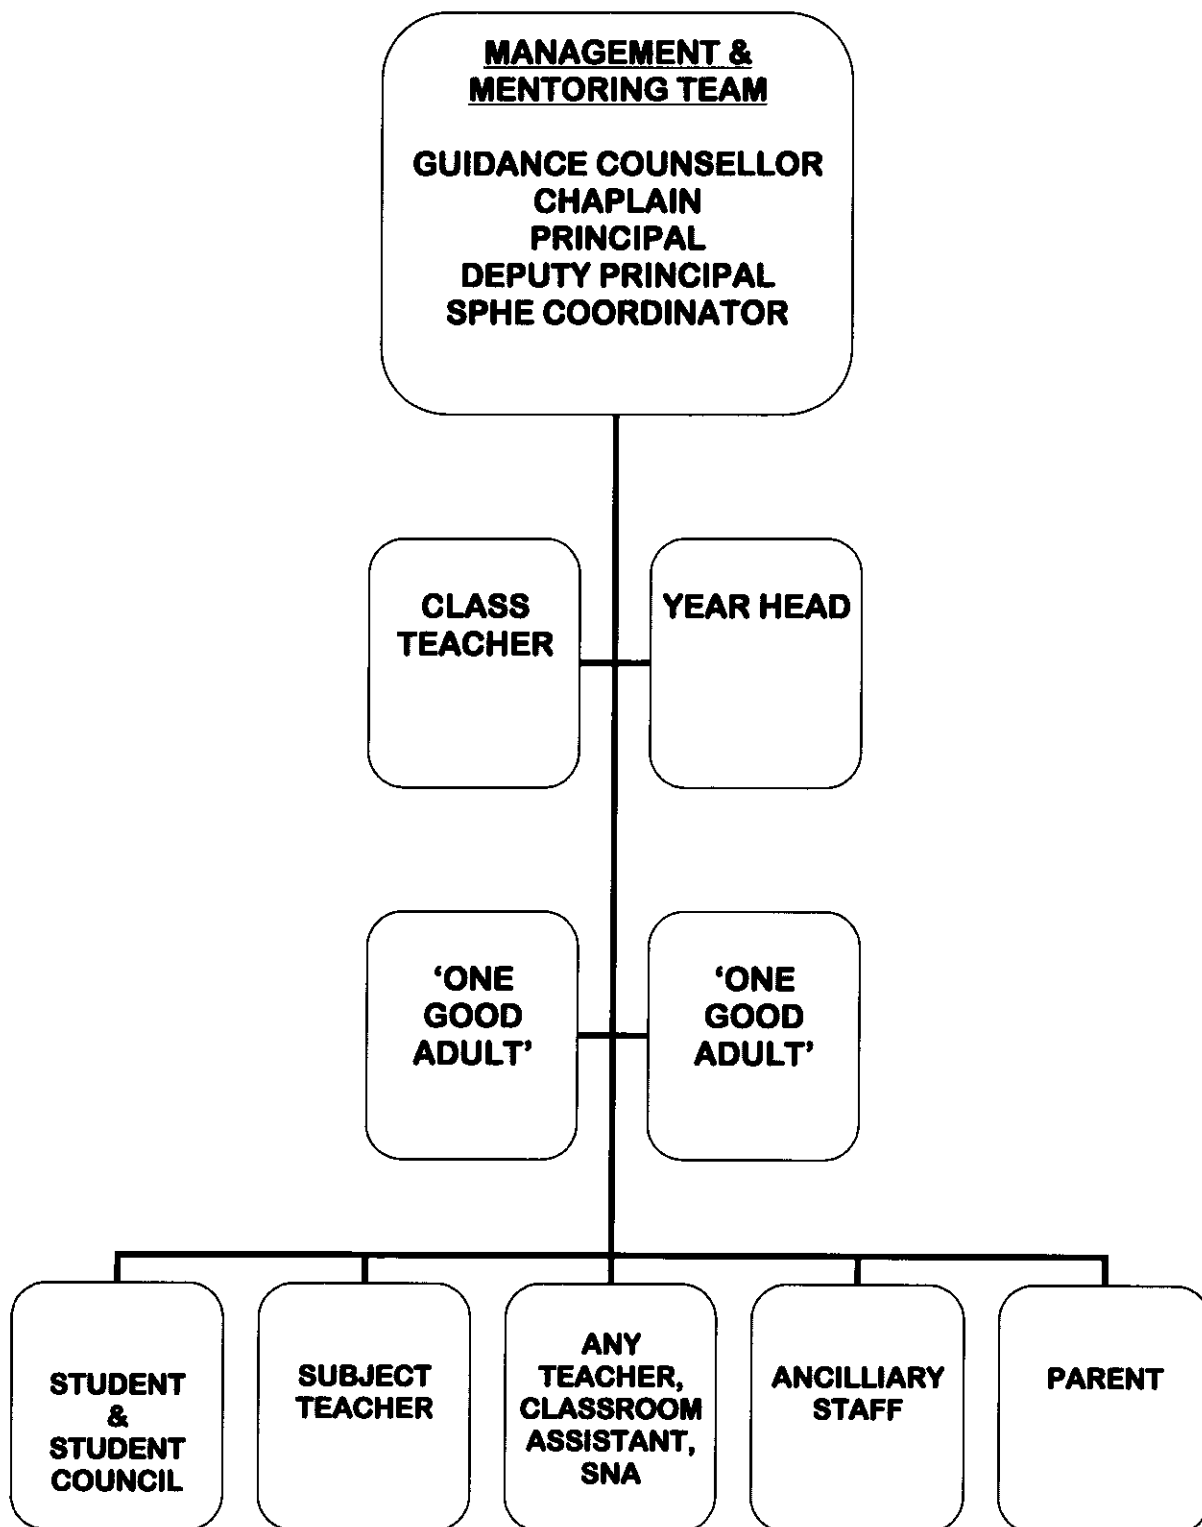 MANAGEMENT &
MENTORING TEAM
GUIDANCE COUNSELLOR
CHAPLAIN
PRINCIPAL
DEPUTY PRINCIPAL
SPHE COORDINATOR
CLASS
TEACHER
YEAR HEAD
‘ONE
GOOD
ADULT’
‘ONE
GOOD
ADULT’
STUDENT
&
STUDENT
COUNCIL
SUBJECT
TEACHER
ANY
TEACHER,
CLASSROOM
ASSISTANT,
SNA
ANCILLIARY
STAFF
PARENT